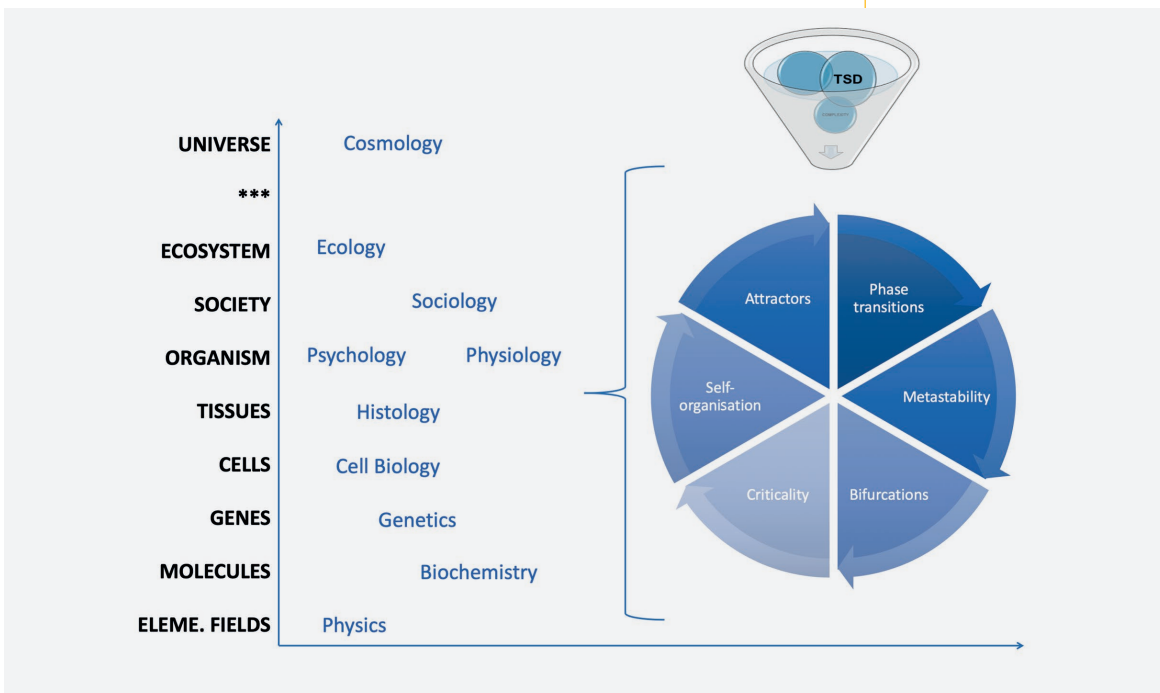 TSD
COMPLEXITY
UNIVERSE Cosmology
***
ECOSYSTEM Ecology
SOCIETY Sociology
ORGANISM Psychology Physiology
TISSUES Histology
CELLS Cell Biology
GENES Genetics
MOLECULES Biochemistry
ELEME. FIELDS Physics
Attractors
Phase
transitions
Self-
organisation
Metastability
Criticality
Bifurcations